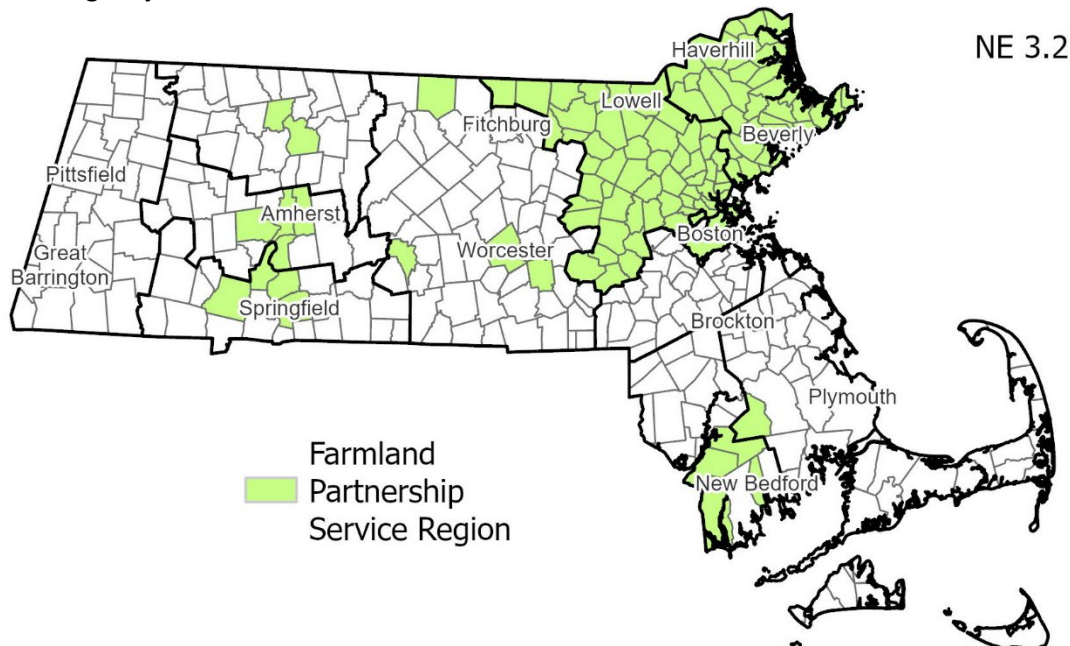 NE 3.2
Haverhill
Lowell
Fitchburg
Beverly
Pittsfield
Amherst
Boston
Worcester
Great
Barrington
Springfield
Brockton
Plymouth
New Bedford
Farmland
Partnership
Service Region